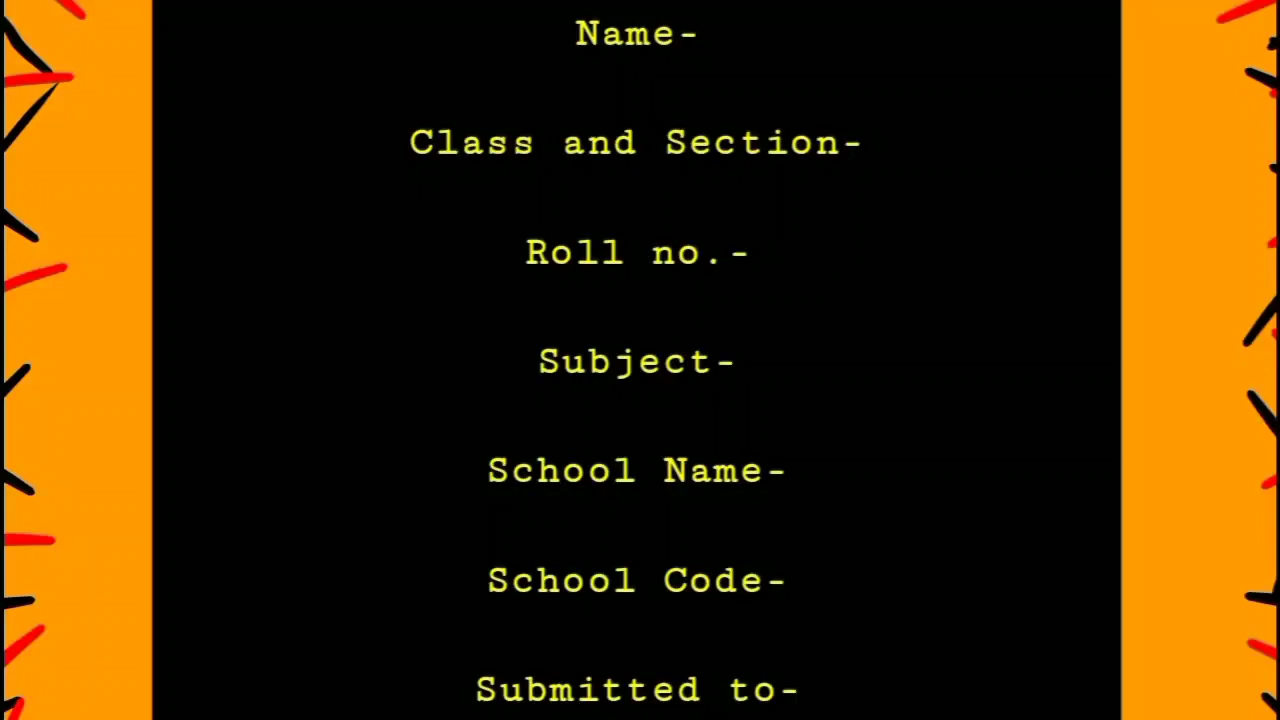 Name-
Class and Section-
Roll no.-
Subject-
School Name-
School Code-
Submitted to-